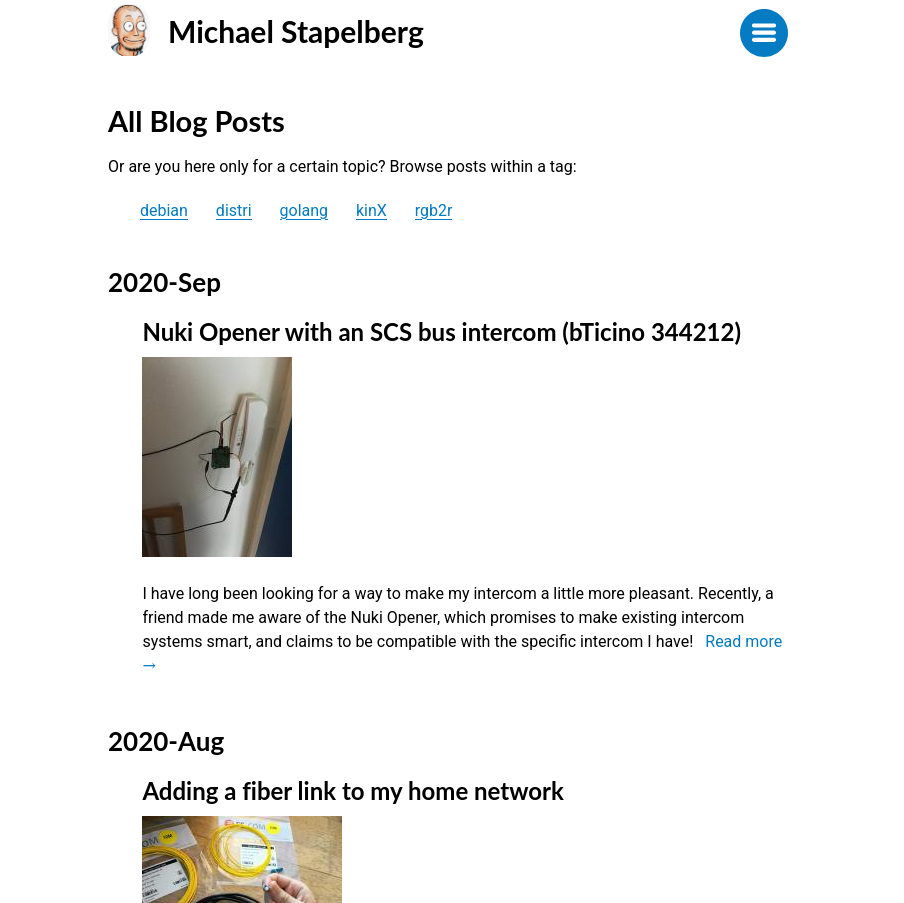 Michael Stapelberg
All Blog Posts
Or are you here only for a certain topic? Browse posts within a tag:
debian distri golang kinX rgb2r
2020-Sep
Nuki Opener with an SCS bus intercom (bTicino 344212)
I have long been looking for a way to make my intercom a little more pleasant. Recently, a
friend made me aware of the Nuki Opener, which promises to make existing intercom
systems smart, and claims to be compatible with the specific intercom I have! Read more
→
2020-Aug
Adding a fiber link to my home network